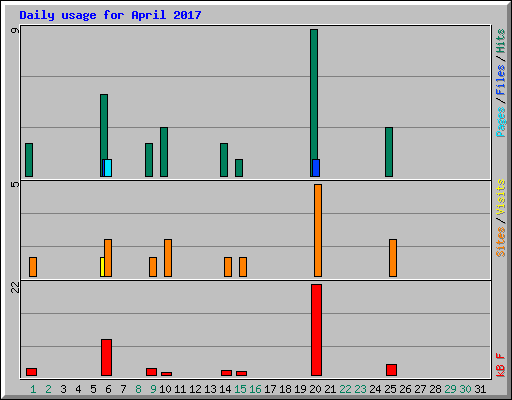 Daily usage for April 2017
9
5
22
Pages / Files / Hits
Sites / Visits
kB F
1 2 3 4 5 6 7 8 9 10 11 12 13 14 15 16 17 18 19 20 21 22 23 24 25 26 27 28 29 30 31